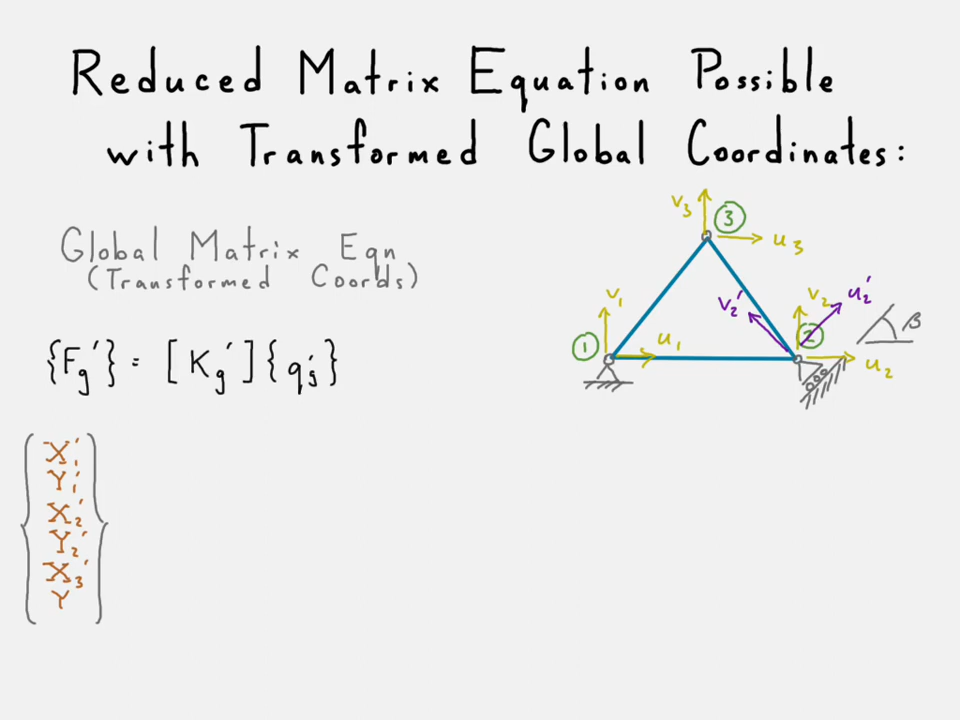 Reduced Matrix Equation Possible
with Transformed Global Coordinates:
Global Matrix Eqn
(Transformed Coords)
{Fg'} = [Kg']{qg'}
X1'
Y1'
X2'
Y2'
X3'
Y
v3
3
u3
v1
1
u1
v2'
v2
u2'
2
u2
β